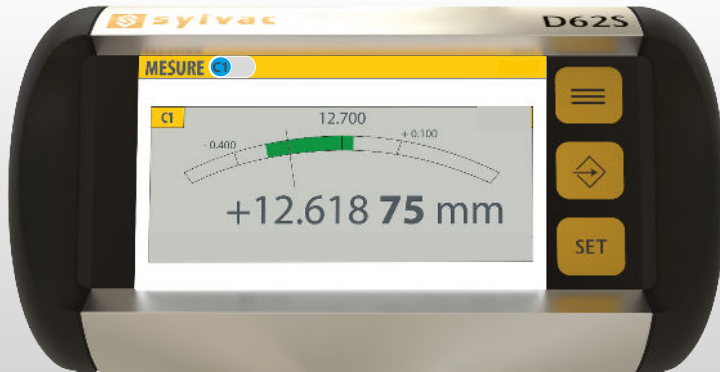 sylvac D62S
MESURE C1
C1 12.700
- 0.400 + 0.100
+12.618 75 mm
SET